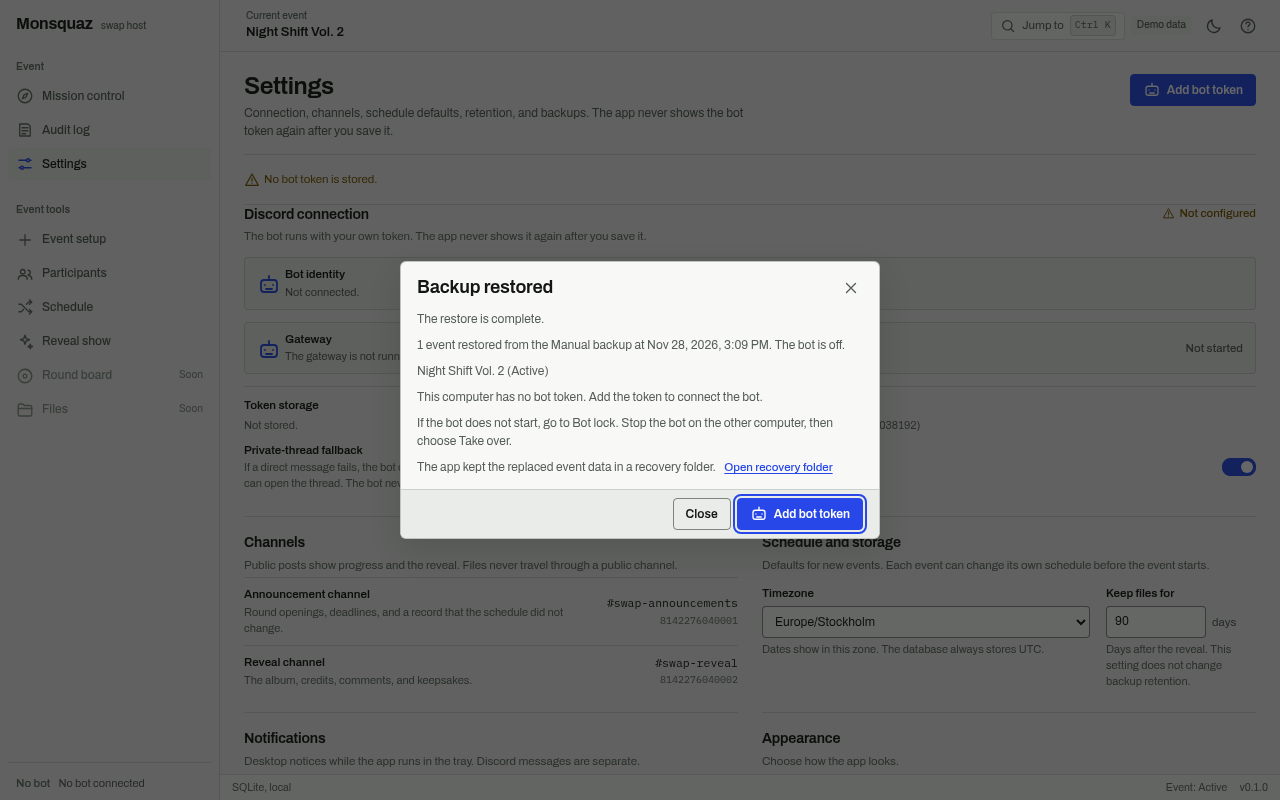 Monsquaz swap host
Event
Mission control
Audit log
Settings
Event tools
Event setup
Participants
Schedule
Reveal show
Round board Soon
Files Soon
No bot No bot connected
Current event
Night Shift Vol. 2
Jump to Ctrl K
Demo data
Settings
Connection, channels, schedule defaults, retention, and backups. The app never shows the bot
token again after you save it.
Add bot token
No bot token is stored.
Discord connection
Not configured
The bot runs with your own token. The app never shows it again after you save it.
Bot identity
Not connected.
Gateway
The gateway is not runn
Not started
Token storage
Not stored.
038192)
Private-thread fallback
If a direct message fails, the bot
can open the thread. The bot nev
Backup restored
The restore is complete.
1 event restored from the Manual backup at Nov 28, 2026, 3:09 PM. The bot is off.
Night Shift Vol. 2 (Active)
This computer has no bot token. Add the token to connect the bot.
If the bot does not start, go to Bot lock. Stop the bot on the other computer, then
choose Take over.
The app kept the replaced event data in a recovery folder. Open recovery folder
Close
Add bot token
Channels
Public posts show progress and the reveal. Files never travel through a public channel.
Announcement channel
Round openings, deadlines, and a record that the schedule did not
change.
#swap-announcements
8142276040001
Reveal channel
The album, credits, comments, and keepsakes.
#swap-reveal
8142276040002
Schedule and storage
Defaults for new events. Each event can change its own schedule before the event starts.
Timezone
Europe/Stockholm
Dates show in this zone. The database always stores UTC.
Keep files for
90 days
Days after the reveal. This
setting does not change
backup retention.
Notifications
Desktop notices while the app runs in the tray. Discord messages are separate.
Appearance
Choose how the app looks.
SQLite, local
Event: Active v0.1.0